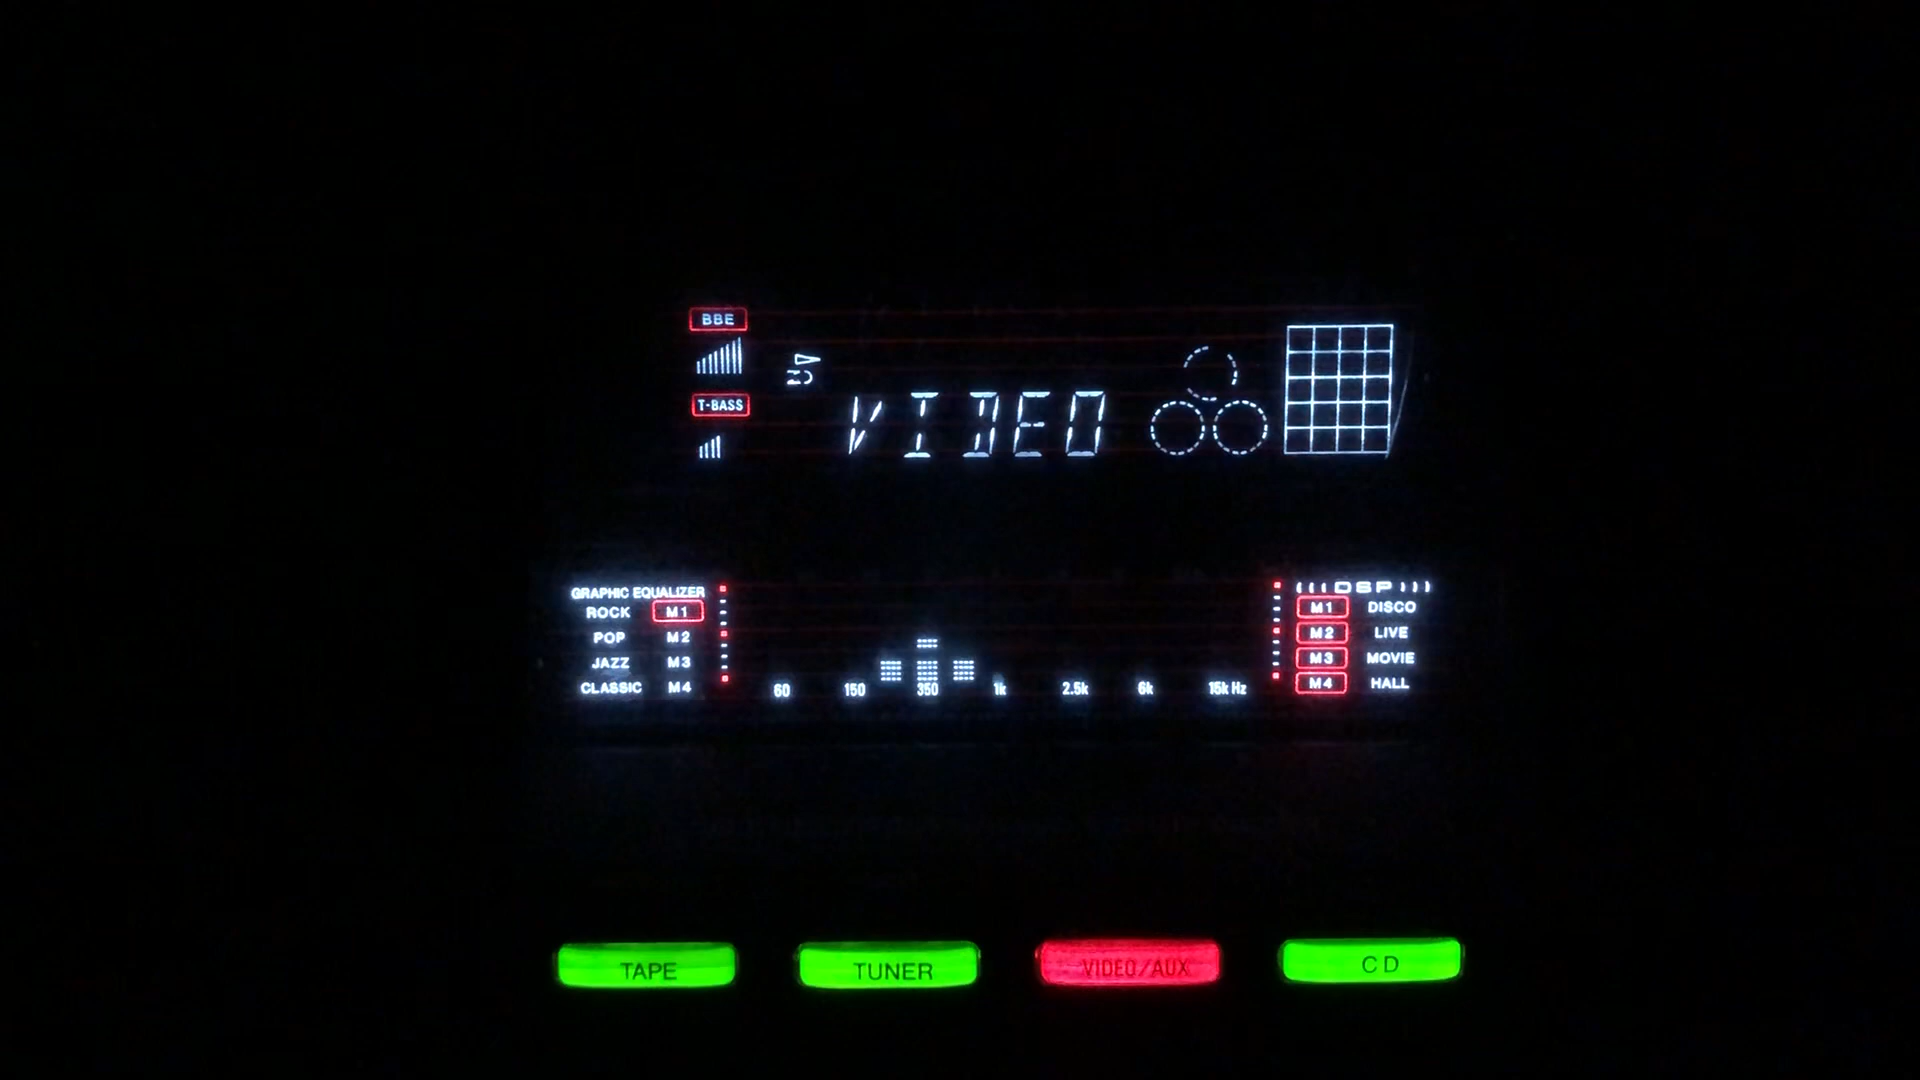 BBE
T-BASS
VIDEO
GRAPHIC EQUALIZER
ROCK M1
POP M2
JAZZ M3
CLASSIC M4
60 150 350 1k 2.5k 6k 15k Hz
DSP
M1 DISCO
M2 LIVE
M3 MOVIE
M4 HALL
TAPE TUNER VIDEO/AUX CD